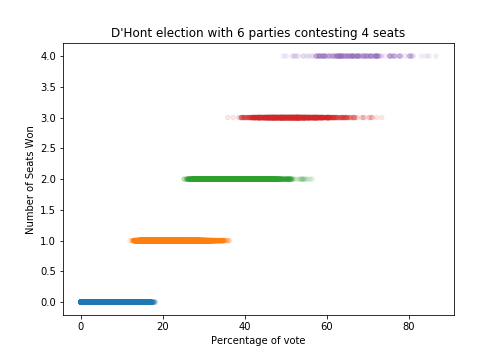 D'Hont election with 6 parties contesting 4 seats
4.0
3.5
3.0
2.5
2.0
1.5
1.0
0.5
0.0
Number of Seats Won
0 20 40 60 80
Percentage of vote